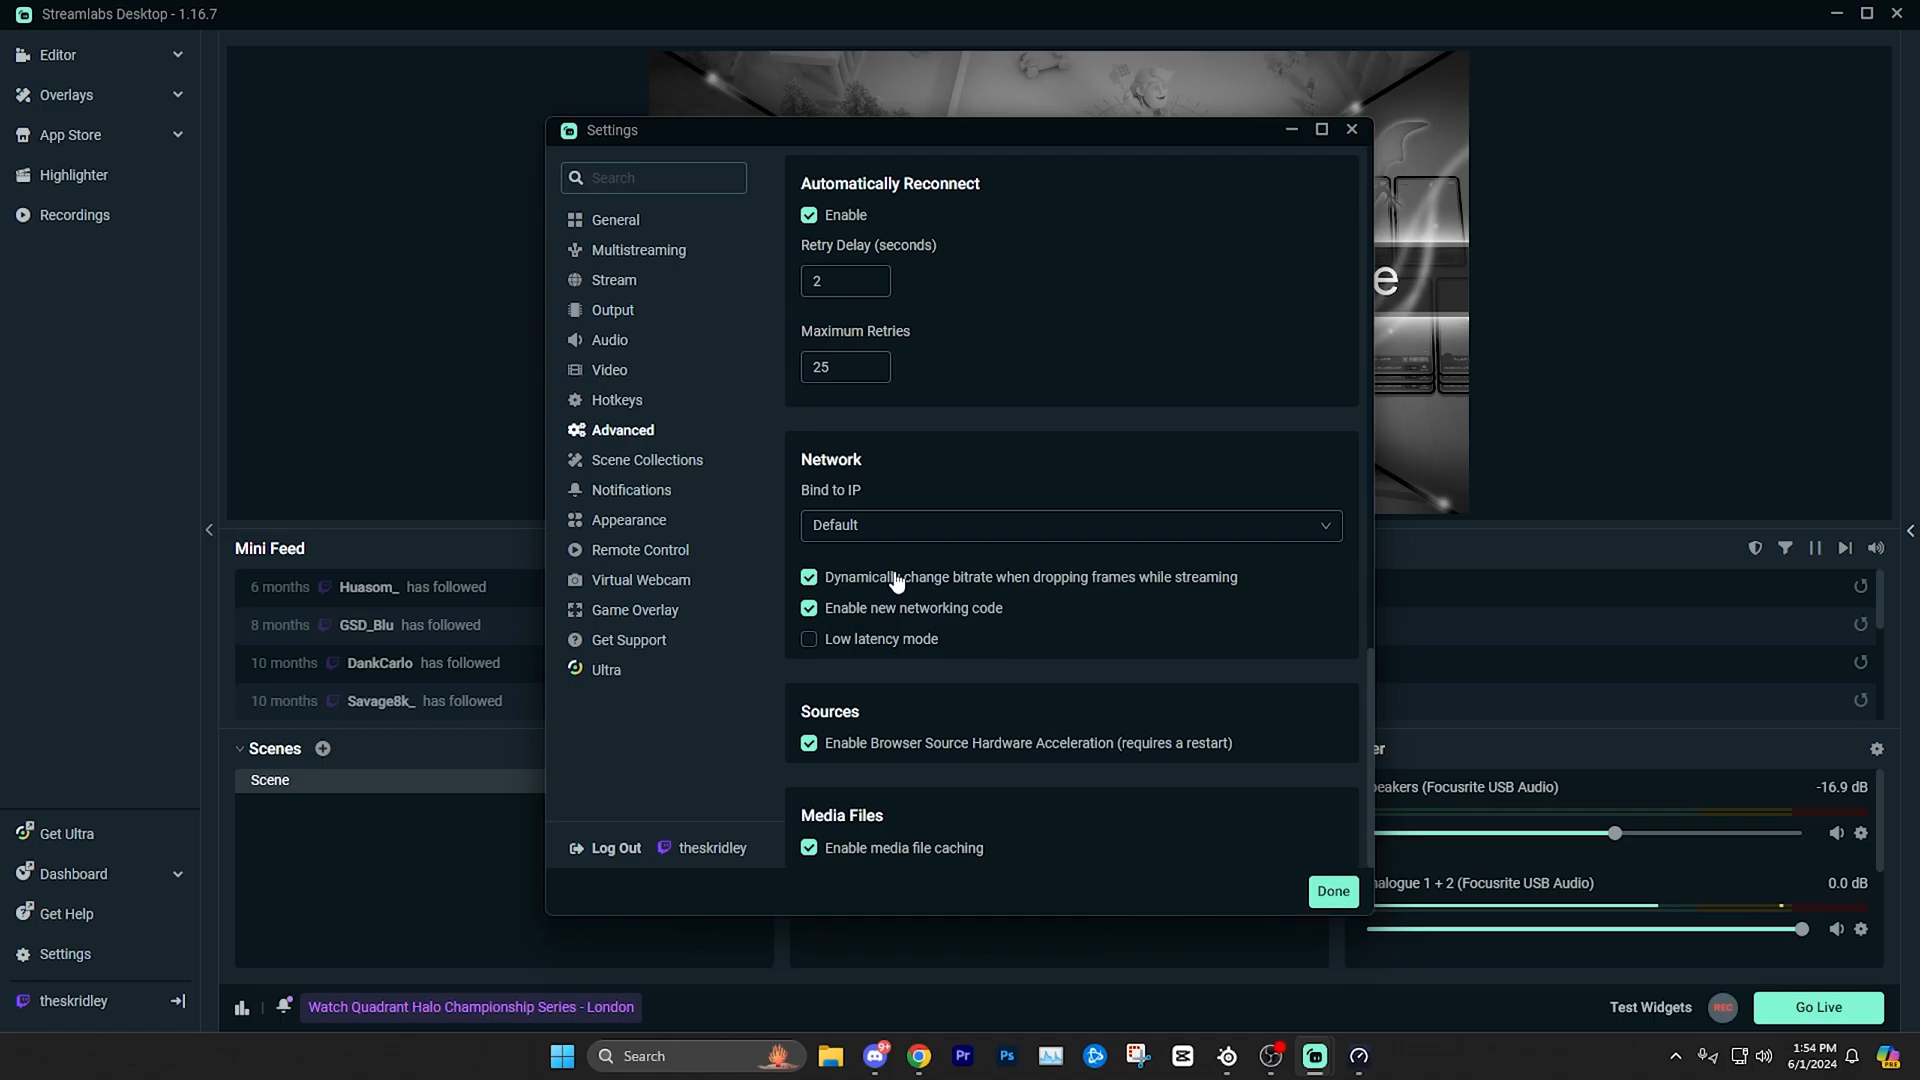 Streamlabs Desktop - 1.16.7
Editor
Overlays
App Store
Highlighter
Recordings
Get Ultra
Dashboard
Get Help
Settings
theskridley
Settings
Search
General
Multistreaming
Stream
Output
Audio
Video
Hotkeys
Advanced
Scene Collections
Notifications
Appearance
Remote Control
Virtual Webcam
Game Overlay
Get Support
Ultra
Log Out theskridley
Automatically Reconnect
Enable
Retry Delay (seconds)
2
Maximum Retries
25
Network
Bind to IP
Default
Dynamically change bitrate when dropping frames while streaming
Enable new networking code
Low latency mode
Sources
Enable Browser Source Hardware Acceleration (requires a restart)
Media Files
Enable media file caching
Done
e
Mini Feed
6 months Huasom_ has followed
8 months GSD_Blu has followed
10 months DankCarlo has followed
10 months Savage8k_ has followed
Scenes
Scene
er
peakers (Focusrite USB Audio) -16.9 dB
nalogue 1 + 2 (Focusrite USB Audio) 0.0 dB
Watch Quadrant Halo Championship Series - London
Test Widgets REC Go Live
Search 9+ Pr Ps 1:54 PM
6/1/2024
PRE